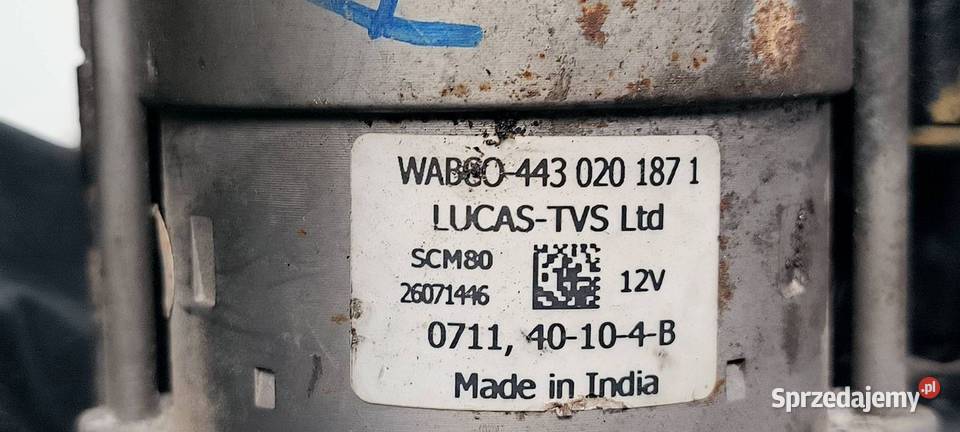 WABCO-443 020 187 1
LUCAS-TVS Ltd
SCM80
26071446
12V
0711, 40-10-4-B
Made in India
Sprzedajemy.pl